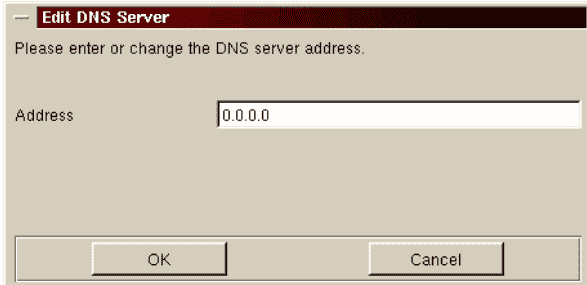 Edit DNS Server
Please enter or change the DNS server address.
Address 0.0.0.0
OK Cancel